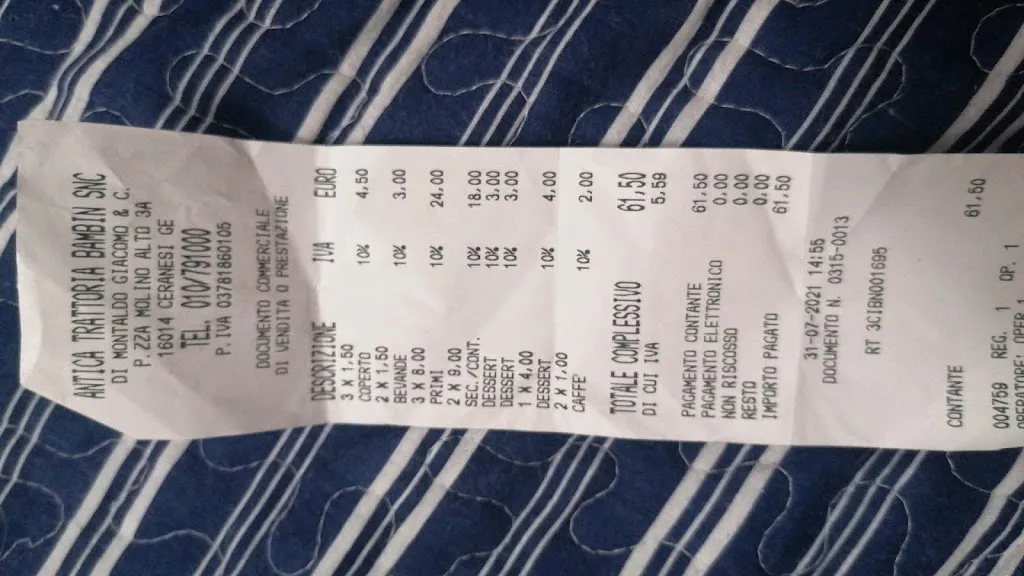 ANTICA TRATTORIA BAMBIN SNC
DI MONTALDO GIACOMO & C.
P.ZZA MOLINO ALTO 3A
16014 CERANESI GE
TEL. 010/791000
P.IVA 03781860105
DOCUMENTO COMMERCIALE
DI VENDITA O PRESTAZIONE
DESCRIZIONE IVA EURO
3 X 1,50
COPERTO 10% 4.50
2 X 1,50
BEVANDE 10% 3.00
3 X 8,00
PRIMI 10% 24.00
2 X 9,00
SEC./CONT. 10% 18.00
DESSERT 10% 3.00
DESSERT 10% 3.00
1 X 4,00
DESSERT 10% 4.00
2 X 1,00
CAFFE' 10% 2.00
TOTALE COMPLESSIVO 61.50
DI CUI IVA 5.59
PAGAMENTO CONTANTE 61.50
PAGAMENTO ELETTRONICO 0.00
NON RISCOSSO 0.00
RESTO 0.00
IMPORTO PAGATO 61.50
31-07-2021 14:55
DOCUMENTO N. 0315-0013
RT 3CIBN001695
CONTANTE 61.50
004759 REG. 1 OP. 1
OPERATORE: OPER 1